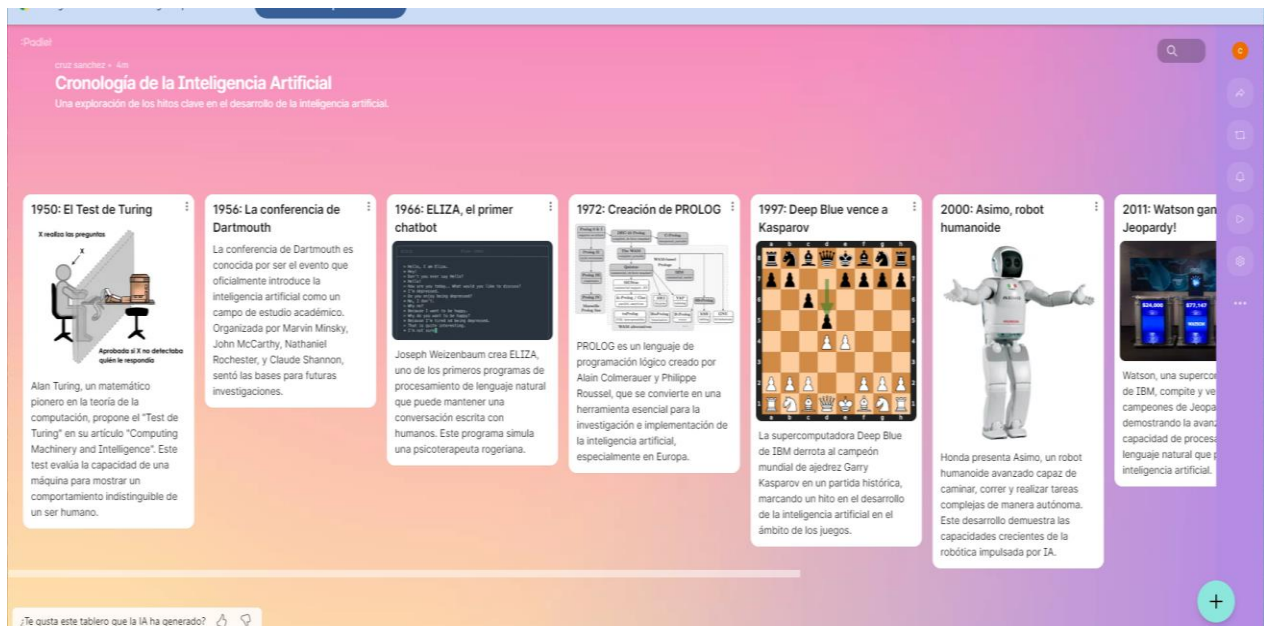 :Padlet
cruz sanchez • 4m
Cronología de la Inteligencia Artificial
Una exploración de los hitos clave en el desarrollo de la inteligencia artificial.
1950: El Test de Turing
X realiza las preguntas
X
Aprobada si X no detectaba
quién le respondía
Alan Turing, un matemático
pionero en la teoría de la
computación, propone el "Test de
Turing" en su artículo "Computing
Machinery and Intelligence". Este
test evalúa la capacidad de una
máquina para mostrar un
comportamiento indistinguible de
un ser humano.
1956: La conferencia de
Dartmouth
La conferencia de Dartmouth es
conocida por ser el evento que
oficialmente introduce la
inteligencia artificial como un
campo de estudio académico.
Organizada por Marvin Minsky,
John McCarthy, Nathaniel
Rochester, y Claude Shannon,
sentó las bases para futuras
investigaciones.
1966: ELIZA, el primer
chatbot
Joseph Weizenbaum crea ELIZA,
uno de los primeros programas de
procesamiento de lenguaje natural
que puede mantener una
conversación escrita con
humanos. Este programa simula
una psicoterapeuta rogeriana.
1972: Creación de PROLOG
PROLOG es un lenguaje de
programación lógico creado por
Alain Colmerauer y Philippe
Roussel, que se convierte en una
herramienta esencial para la
investigación e implementación de
la inteligencia artificial,
especialmente en Europa.
1997: Deep Blue vence a
Kasparov
La supercomputadora Deep Blue
de IBM derrota al campeón
mundial de ajedrez Garry
Kasparov en un partida histórica,
marcando un hito en el desarrollo
de la inteligencia artificial en el
ámbito de los juegos.
2000: Asimo, robot
humanoide
Honda presenta Asimo, un robot
humanoide avanzado capaz de
caminar, correr y realizar tareas
complejas de manera autónoma.
Este desarrollo demuestra las
capacidades crecientes de la
robótica impulsada por IA.
2011: Watson gan
Jeopardy!
$24,000
$77,147
WATSON
Watson, una superco
de IBM, compite y ve
campeones de Jeopa
demostrando la avan
capacidad de proces
lenguaje natural que
inteligencia artificial.
C
¿Te gusta este tablero que la IA ha generado?